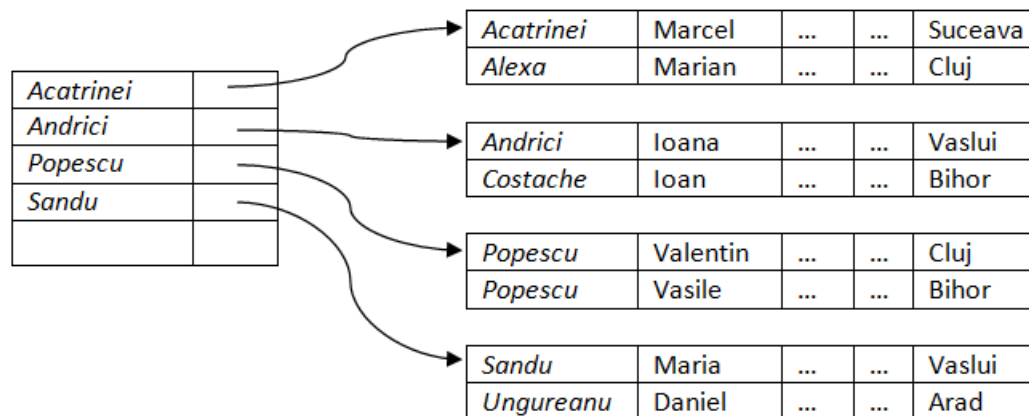 Acatrinei
Andrici
Popescu
Sandu
Acatrinei Marcel ... ... Suceava
Alexa Marian ... ... Cluj
Andrici Ioana ... ... Vaslui
Costache Ioan ... ... Bihor
Popescu Valentin ... ... Cluj
Popescu Vasile ... ... Bihor
Sandu Maria ... ... Vaslui
Ungureanu Daniel ... ... Arad